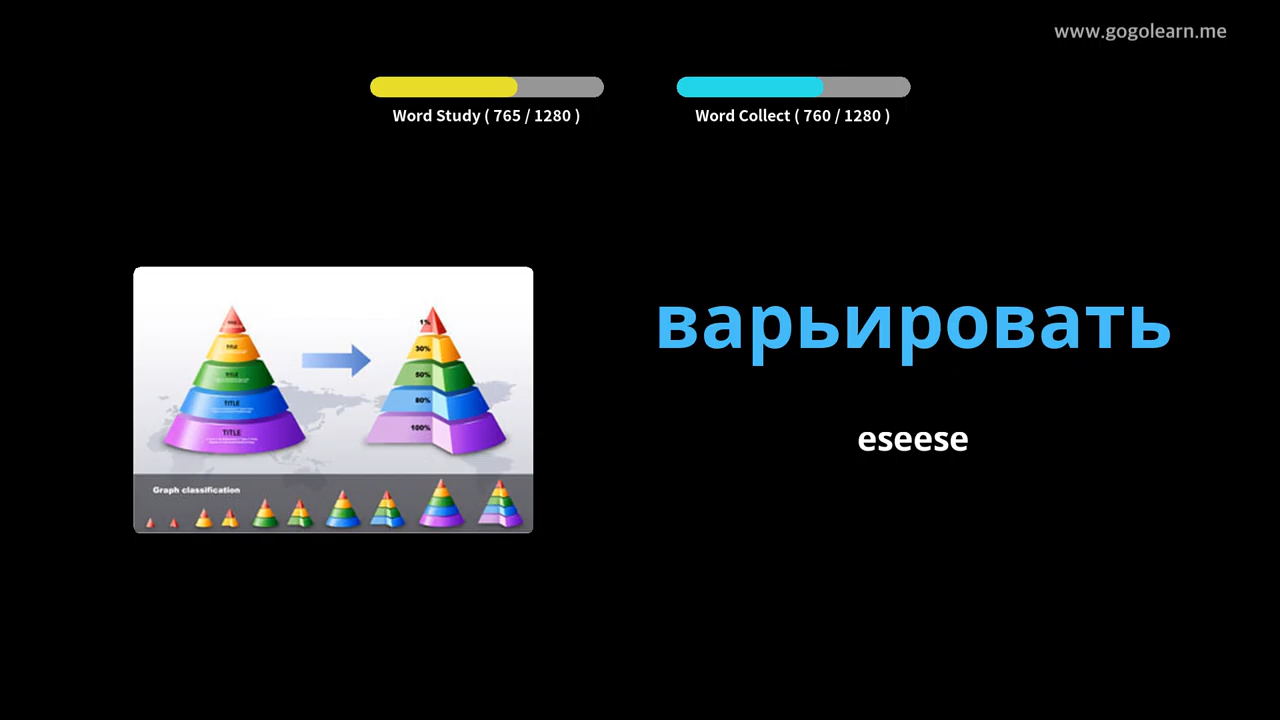 www.gogolearn.me
Word Study ( 765 / 1280 )
Word Collect ( 760 / 1280 )
варьировать
eseese
TITLE
TITLE
TITLE
TITLE
1%
30%
50%
80%
100%
Graph classification